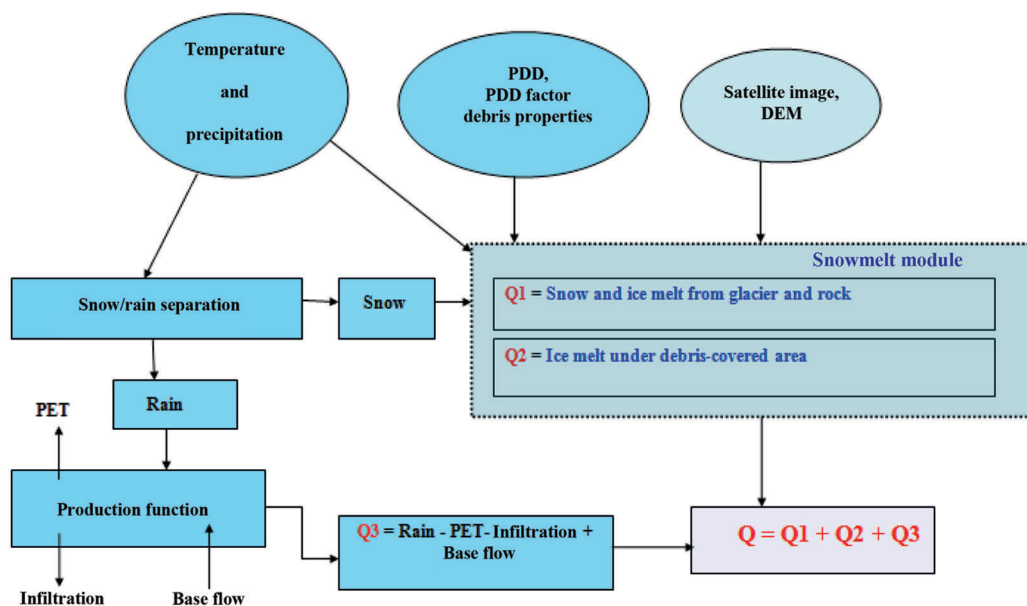 Temperature
and
precipitation
PDD,
PDD factor
debris properties
Satellite image,
DEM
Snowmelt module
Snow/rain separation
Snow
Q1 = Snow and ice melt from glacier and rock
Q2 = Ice melt under debris-covered area
Rain
PET
Production function
Q3 = Rain - PET- Infiltration +
Base flow
Q = Q1 + Q2 + Q3
Infiltration
Base flow